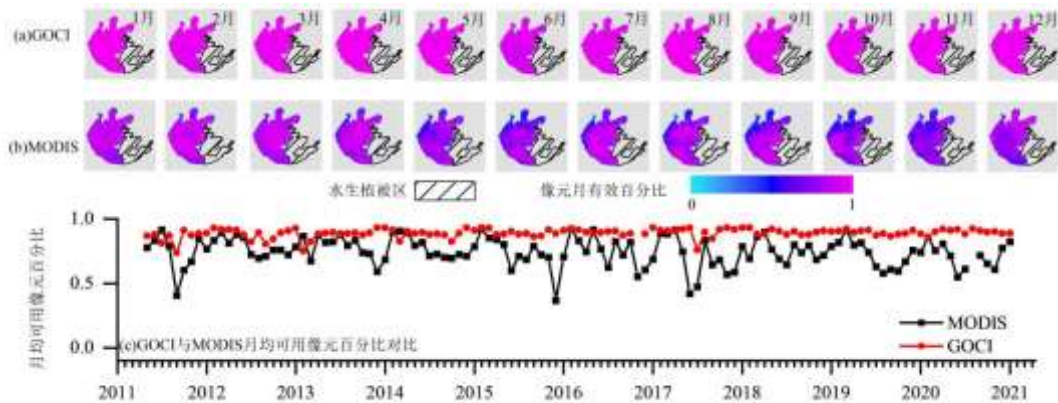 (a)GOCI 1月 2月 3月 4月 5月 6月 7月 8月 9月 10月 11月 12月
(b)MODIS
水生植被区 像元月有效百分比
0 1
月均可用像元百分比
1.0
0.5
0.0
(c)GOCI与MODIS月均可用像元百分比对比
MODIS
GOCI
2011 2012 2013 2014 2015 2016 2017 2018 2019 2020 2021